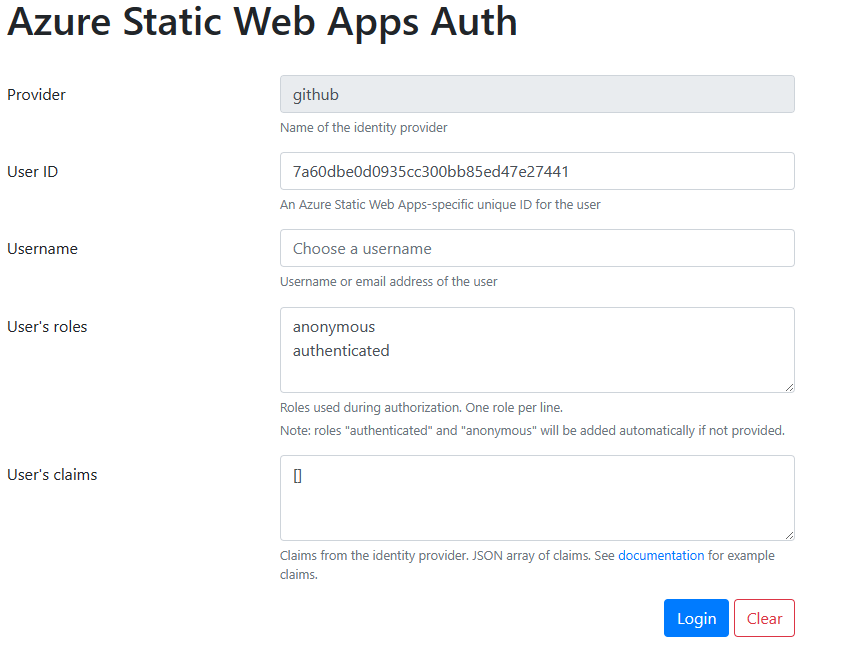 Azure Static Web Apps Auth
Provider
github
Name of the identity provider
User ID
7a60dbe0d0935cc300bb85ed47e27441
An Azure Static Web Apps-specific unique ID for the user
Username
Choose a username
Username or email address of the user
User's roles
anonymous
authenticated
Roles used during authorization. One role per line.
Note: roles "authenticated" and "anonymous" will be added automatically if not provided.
User's claims
[]
Claims from the identity provider. JSON array of claims. See documentation for example
claims.
Login Clear